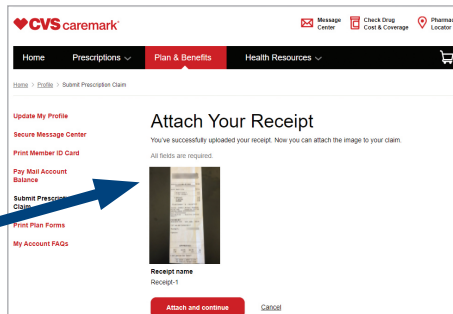 CVS caremark
Message Center
Check Drug Cost & Coverage
Pharmac Locator
Home
Prescriptions
Plan & Benefits
Health Resources
Home > Profile > Submit Prescription Claim
Update My Profile
Secure Message Center
Print Member ID Card
Pay Mail Account
Balance
Submit Prescript
Claim
Print Plan Forms
My Account FAQs
Attach Your Receipt
You've successfully uploaded your receipt. Now you can attach the image to your claim.
All fields are required.
Receipt name
Receipt-1
Attach and continue
Cancel